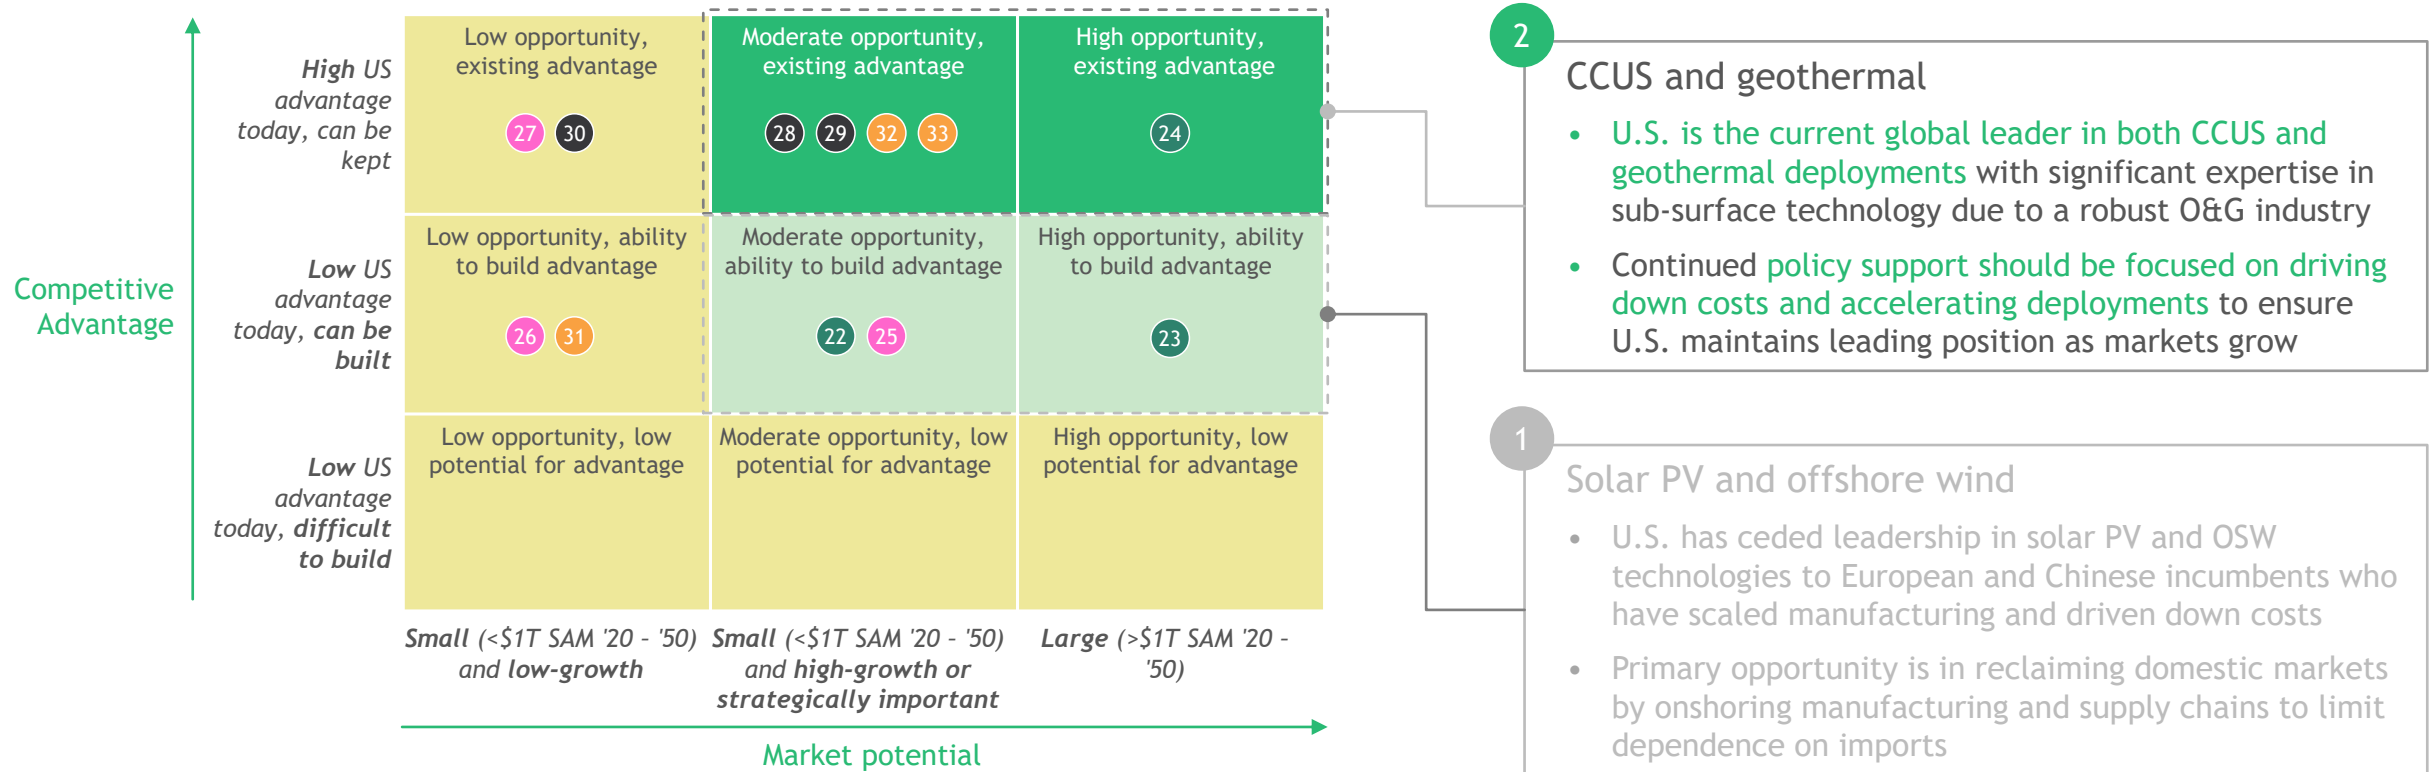 Competitive
Advantage
High US
advantage
today, can be
kept
Low opportunity,
existing advantage
27 30
Moderate opportunity,
existing advantage
28 29 32 33
High opportunity,
existing advantage
24
Low US
advantage
today, can be
built
Low opportunity, ability
to build advantage
26 31
Moderate opportunity,
ability to build advantage
22 25
High opportunity, ability
to build advantage
23
Low US
advantage
today, difficult
to build
Low opportunity, low
potential for advantage
Moderate opportunity, low
potential for advantage
High opportunity, low
potential for advantage
Small (<$1T SAM '20 – '50)
and low-growth
Small (<$1T SAM '20 – '50)
and high-growth or
strategically important
Large (>$1T SAM '20 –
'50)
Market potential
2
CCUS and geothermal
• U.S. is the current global leader in both CCUS and
geothermal deployments with significant expertise in
sub-surface technology due to a robust O&G industry
• Continued policy support should be focused on driving
down costs and accelerating deployments to ensure
U.S. maintains leading position as markets grow
1
Solar PV and offshore wind
• U.S. has ceded leadership in solar PV and OSW
technologies to European and Chinese incumbents who
have scaled manufacturing and driven down costs
• Primary opportunity is in reclaiming domestic markets
by onshoring manufacturing and supply chains to limit
dependence on imports